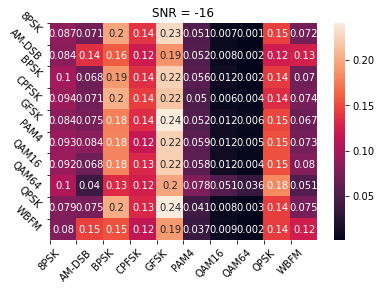 SNR = -16
8PSK 0.087 0.071 0.2 0.14 0.23 0.051 0.007 0.001 0.15 0.072
AM-DSB 0.084 0.14 0.16 0.12 0.19 0.052 0.008 0.002 0.12 0.13
BPSK 0.1 0.068 0.19 0.14 0.22 0.056 0.012 0.002 0.14 0.07
CPFSK 0.094 0.071 0.2 0.14 0.22 0.05 0.006 0.004 0.14 0.074
GFSK 0.084 0.075 0.18 0.14 0.24 0.056 0.012 0.006 0.15 0.067
PAM4 0.093 0.084 0.18 0.12 0.22 0.059 0.012 0.005 0.15 0.073
QAM16 0.092 0.068 0.18 0.13 0.22 0.058 0.012 0.004 0.15 0.08
QAM64 0.1 0.04 0.13 0.12 0.2 0.078 0.051 0.036 0.18 0.051
QPSK 0.079 0.075 0.2 0.13 0.24 0.041 0.008 0.003 0.14 0.075
WBFM 0.08 0.15 0.15 0.12 0.19 0.037 0.009 0.002 0.14 0.12
8PSK AM-DSB BPSK CPFSK GFSK PAM4 QAM16 QAM64 QPSK WBFM
0.20
0.15
0.10
0.05